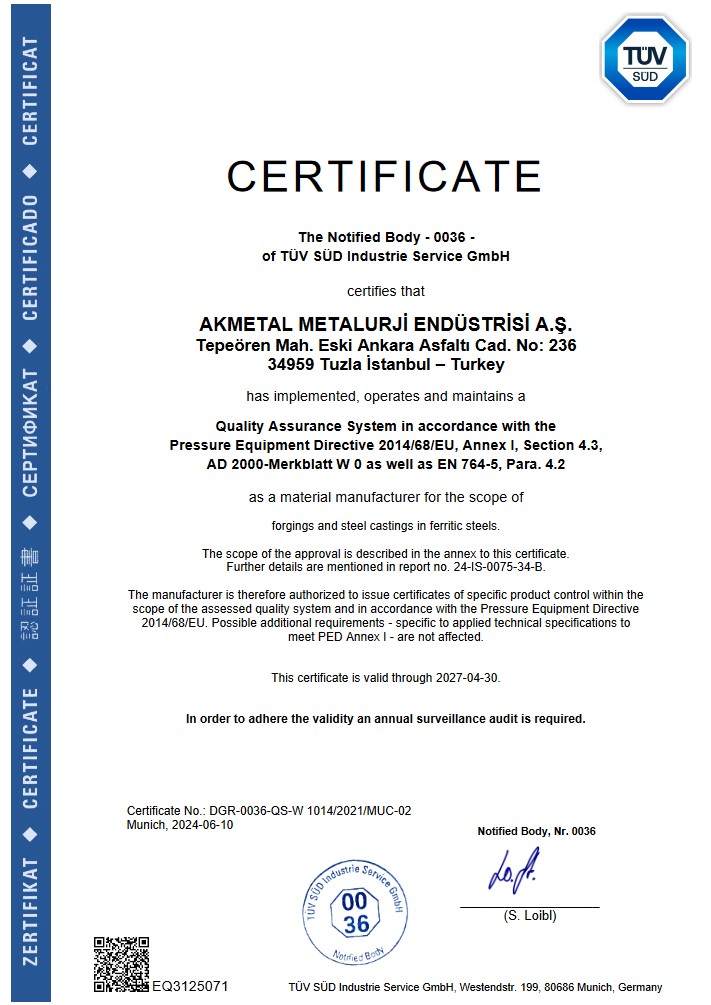 TÜV
SÜD
ZERTIFIKAT ◆ CERTIFICATE ◆ 認証証書 ◆ СЕРТИФИКАТ ◆ CERTIFICADO ◆ CERTIFICAT
CERTIFICATE
The Notified Body - 0036 -
of TÜV SÜD Industrie Service GmbH
certifies that
AKMETAL METALURJİ ENDÜSTRİSİ A.Ş.
Tepeören Mah. Eski Ankara Asfaltı Cad. No: 236
34959 Tuzla İstanbul – Turkey
has implemented, operates and maintains a
Quality Assurance System in accordance with the
Pressure Equipment Directive 2014/68/EU, Annex I, Section 4.3,
AD 2000-Merkblatt W 0 as well as EN 764-5, Para. 4.2
as a material manufacturer for the scope of
forgings and steel castings in ferritic steels.
The scope of the approval is described in the annex to this certificate.
Further details are mentioned in report no. 24-IS-0075-34-B.
The manufacturer is therefore authorized to issue certificates of specific product control within the
scope of the assessed quality system and in accordance with the Pressure Equipment Directive
2014/68/EU. Possible additional requirements - specific to applied technical specifications to
meet PED Annex I - are not affected.
This certificate is valid through 2027-04-30.
In order to adhere the validity an annual surveillance audit is required.
Certificate No.: DGR-0036-QS-W 1014/2021/MUC-02
Munich, 2024-06-10
Notified Body, Nr. 0036
TÜV SÜD Industrie Service GmbH
00
36
Notified Body
(S. Loibl)
EQ3125071
TÜV SÜD Industrie Service GmbH, Westendstr. 199, 80686 Munich, Germany